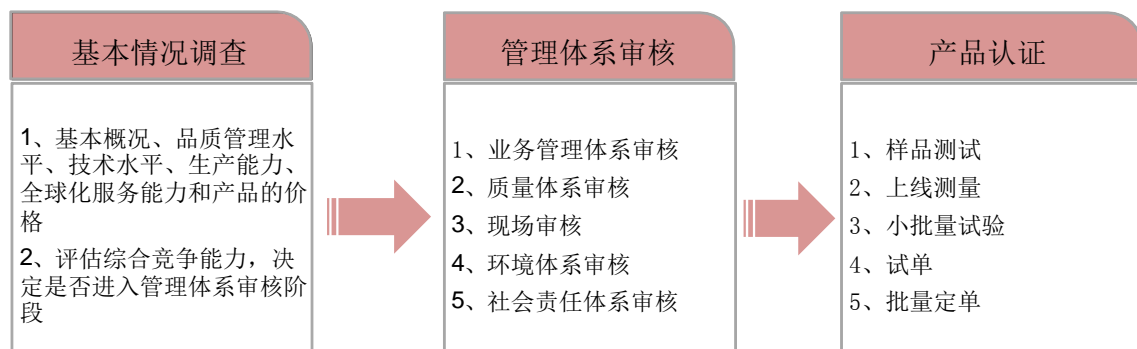 基本情况调查
1、基本概况、品质管理水
平、技术水平、生产能力、
全球化服务能力和产品的价
格
2、评估综合竞争能力，决
定是否进入管理体系审核阶
段
管理体系审核
1、业务管理体系审核
2、质量体系审核
3、现场审核
4、环境体系审核
5、社会责任体系审核
产品认证
1、样品测试
2、上线测量
3、小批量试验
4、试单
5、批量定单